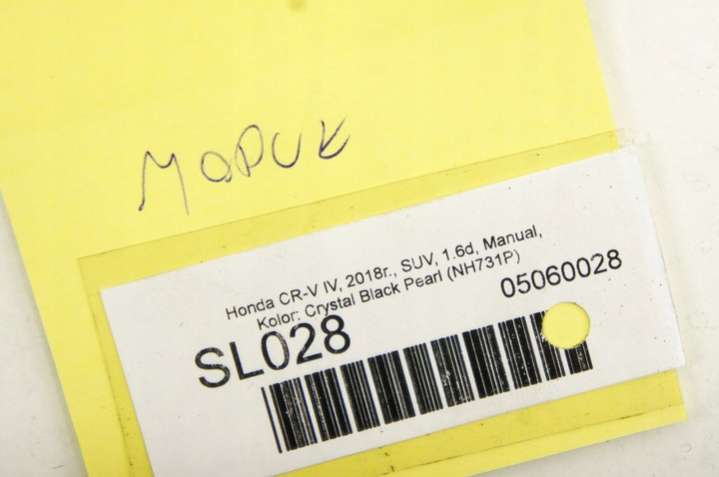 Марик
Honda CR-V IV, 2018r., SUV, 1.6d, Manual,
Kolor: Crystal Black Pearl (NH731P)
SL028
05060028